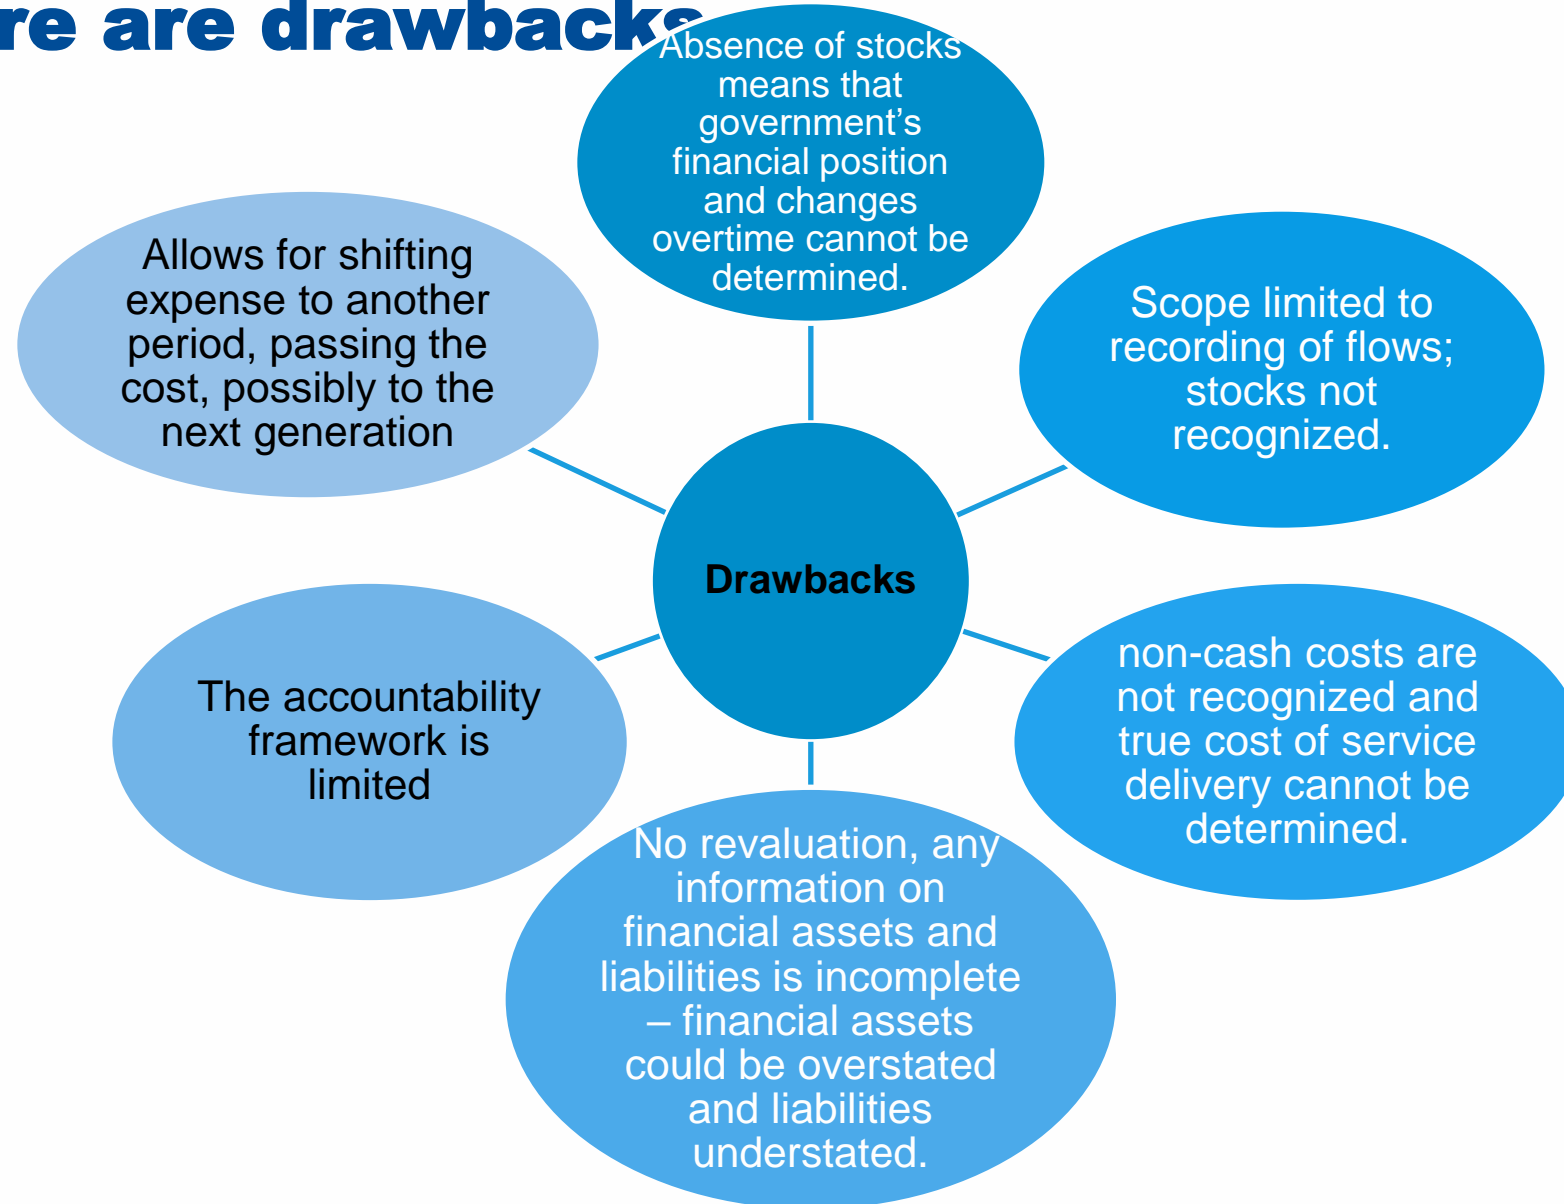 re are drawbacks
Absence of stocks
means that
government’s
financial position
and changes
overtime cannot be
determined.
Scope limited to
recording of flows;
stocks not
recognized.
non-cash costs are
not recognized and
true cost of service
delivery cannot be
determined.
No revaluation, any
information on
financial assets and
liabilities is incomplete
– financial assets
could be overstated
and liabilities
understated.
The accountability
framework is
limited
Allows for shifting
expense to another
period, passing the
cost, possibly to the
next generation
Drawbacks